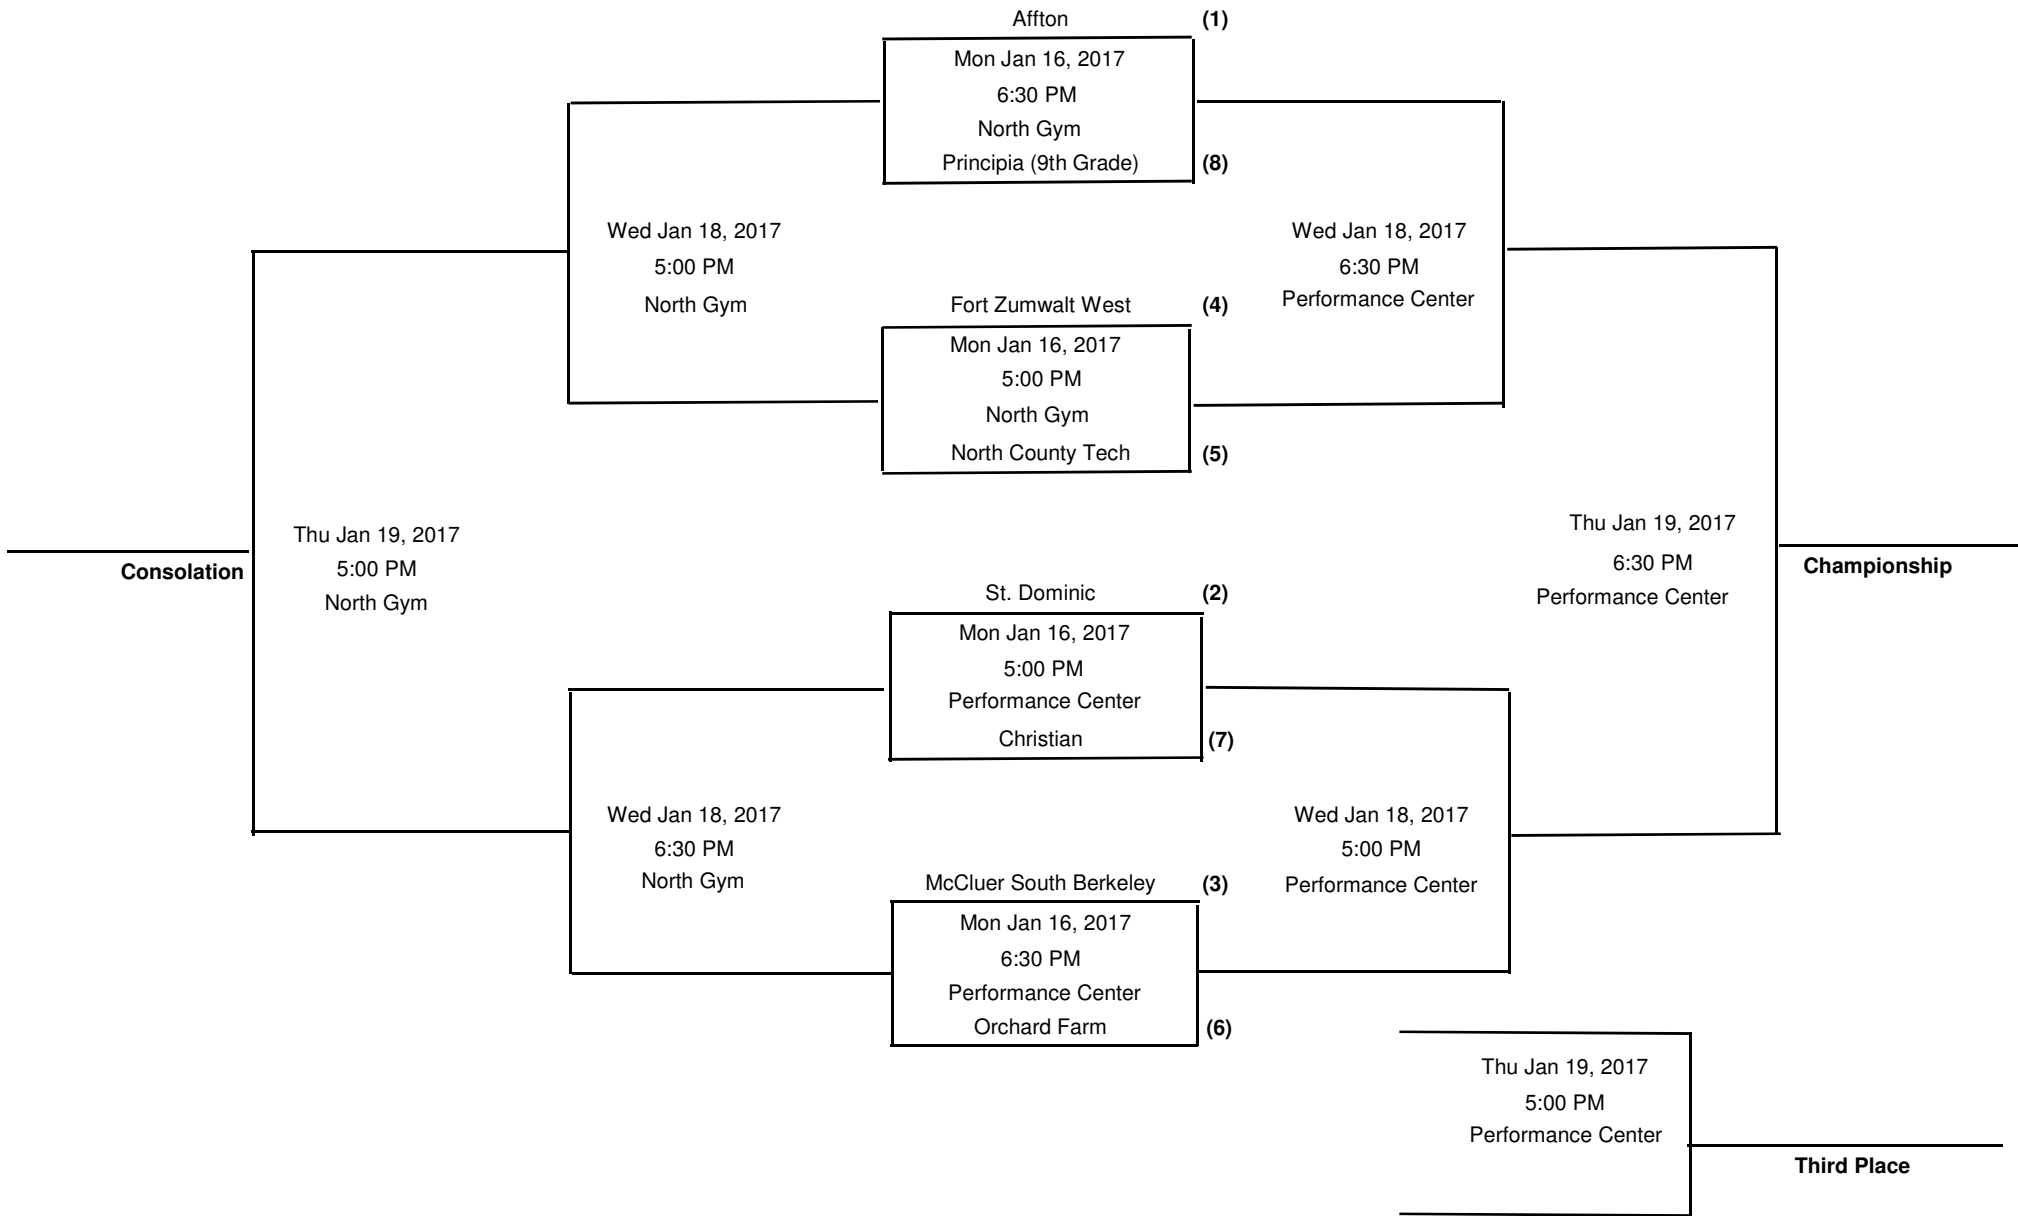 Affton (1)
Mon Jan 16, 2017
6:30 PM
North Gym
Principia (9th Grade) (8)
Wed Jan 18, 2017
5:00 PM
North Gym
Wed Jan 18, 2017
6:30 PM
Performance Center
Fort Zumwalt West (4)
Mon Jan 16, 2017
5:00 PM
North Gym
North County Tech (5)
Thu Jan 19, 2017
5:00 PM
North Gym
Consolation
Thu Jan 19, 2017
6:30 PM
Performance Center
Championship
St. Dominic (2)
Mon Jan 16, 2017
5:00 PM
Performance Center
Christian (7)
Wed Jan 18, 2017
6:30 PM
North Gym
Wed Jan 18, 2017
5:00 PM
Performance Center
McCluer South Berkeley (3)
Mon Jan 16, 2017
6:30 PM
Performance Center
Orchard Farm (6)
Thu Jan 19, 2017
5:00 PM
Performance Center
Third Place